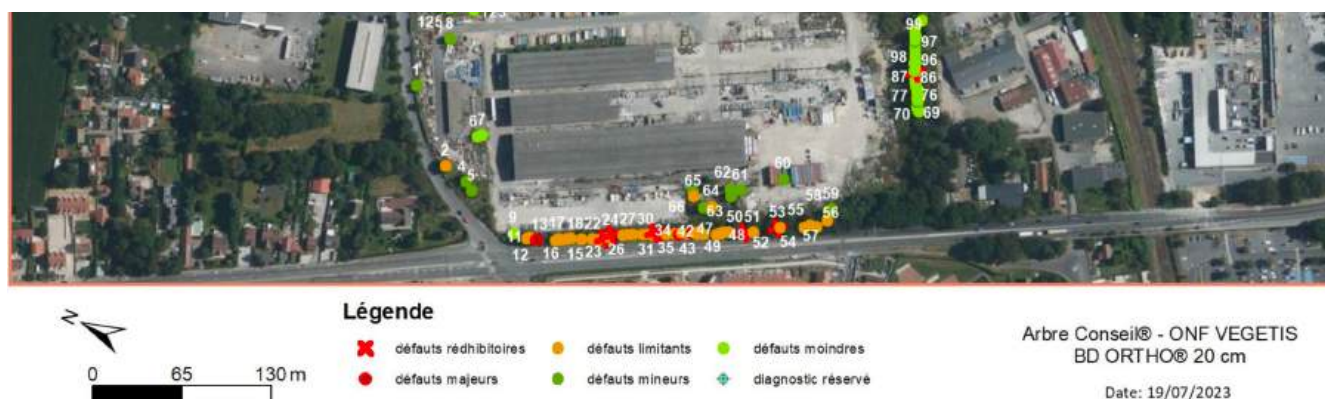 125 8 123
99
97
98 96
1 87 86
77 76
70 69
67
2
4
5
62 61 60
65 64
66 63
58 59
9 13 17 18 22 24 27 30 34 42 47 50 51 53 55 56
11
12 16 15 23 26 31 35 43 49 48 52 54 57
N
Légende
défauts rédhibitoires défauts limitants défauts moindres
défauts majeurs défauts mineurs diagnostic réservé
0 65 130 m
Arbre Conseil® - ONF VEGETIS
BD ORTHO® 20 cm
Date: 19/07/2023